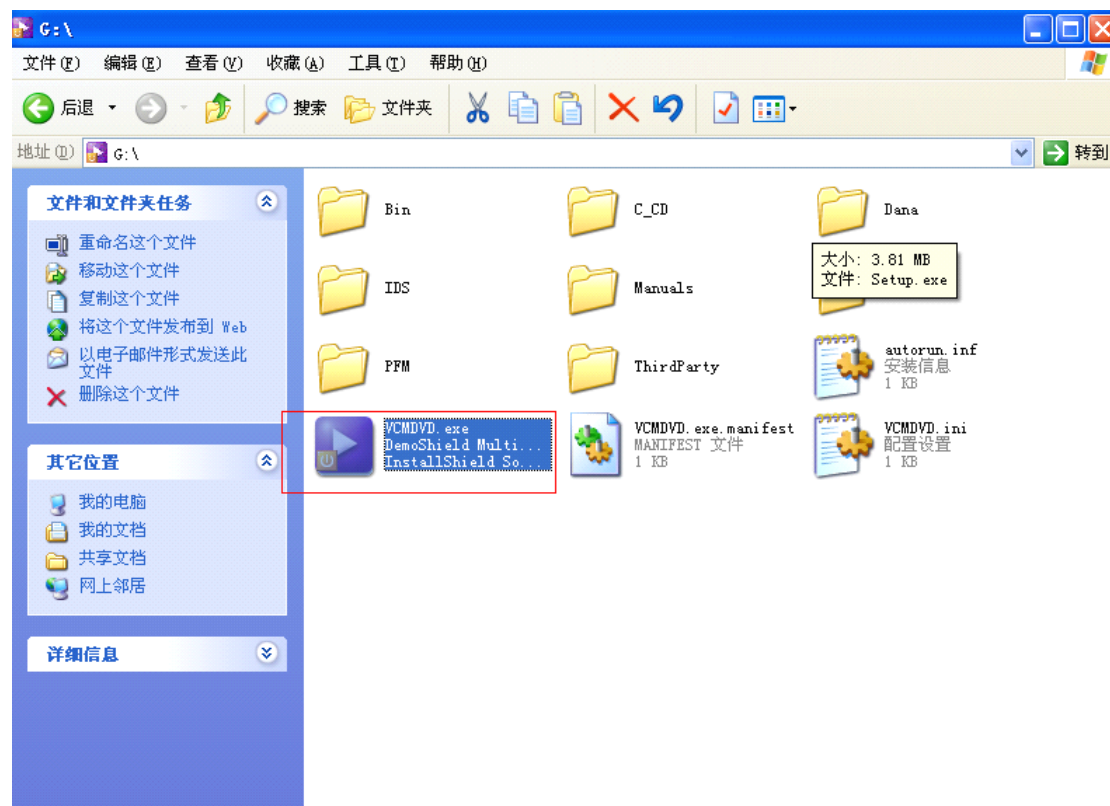 G:\
文件(F) 编辑(E) 查看(V) 收藏(A) 工具(T) 帮助(H)
后退 搜索 文件夹
地址(D) G:\ 转到
文件和文件夹任务
重命名这个文件
移动这个文件
复制这个文件
将这个文件发布到 Web
以电子邮件形式发送此
文件
删除这个文件
其它位置
我的电脑
我的文档
共享文档
网上邻居
详细信息
Bin
C_CD
Dana
大小: 3.81 MB
文件: Setup.exe
IDS
Manuals
PFM
ThirdParty
autorun.inf
安装信息
1 KB
VCMDVD.exe
DemoShield Multi...
InstallShield So...
VCMDVD.exe.manifest
MANIFEST 文件
1 KB
VCMDVD.ini
配置设置
1 KB